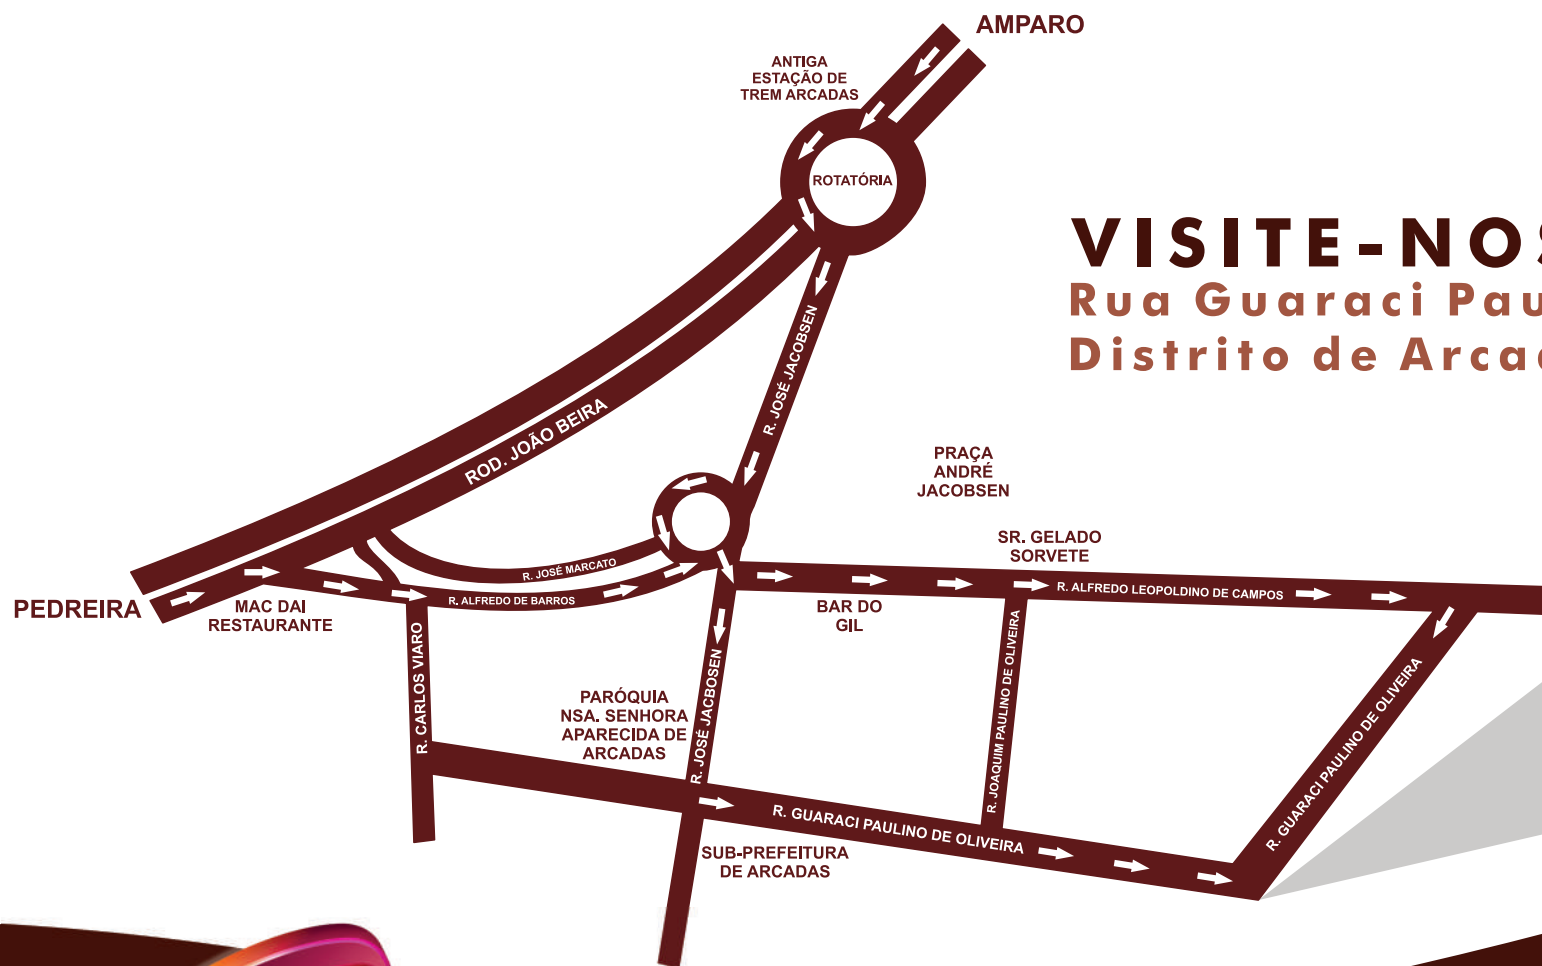 AMPARO
ANTIGA
ESTAÇÃO DE
TREM ARCADAS
ROTATÓRIA
VISITE-NOS
Rua Guaraci Pau
Distrito de Arcad
R. JOSÉ JACOBSEN
ROD. JOÃO BEIRA
PRAÇA
ANDRÉ
JACOBSEN
SR. GELADO
SORVETE
R. JOSÉ MARCATO
R. ALFREDO DE BARROS
R. ALFREDO LEOPOLDINO DE CAMPOS
PEDREIRA
MAC DAI
RESTAURANTE
BAR DO
GIL
R. CARLOS VIARO
PARÓQUIA
NSA. SENHORA
APARECIDA DE
ARCADAS
R. JOSÉ JACBOSEN
R. JOAQUIM PAULINO DE OLIVEIRA
R. GUARACI PAULINO DE OLIVEIRA
R. GUARACI PAULINO DE OLIVEIRA
SUB-PREFEITURA
DE ARCADAS